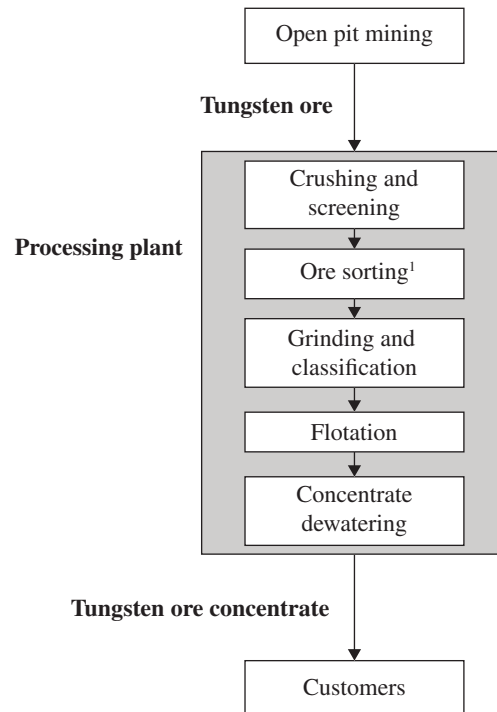 Open pit mining
Tungsten ore
Crushing and
screening
Processing plant
Ore sorting¹
Grinding and
classification
Flotation
Concentrate
dewatering
Tungsten ore concentrate
Customers